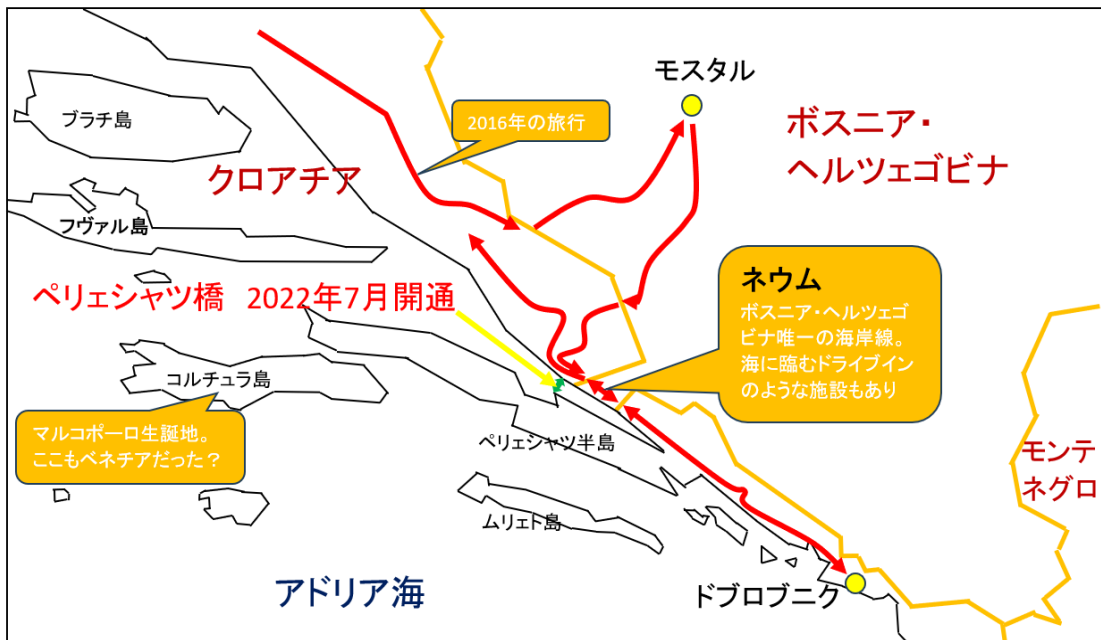 モスタル
ブラチ島
2016年の旅行
ボスニア・
ヘルツェゴビナ
クロアチア
フヴァル島
ネウム
ボスニア・ヘルツェゴ
ビナ唯一の海岸線。
海に臨むドライブイン
のような施設もあり
ペリェシャツ橋 2022年7月開通
コルチュラ島
マルコポーロ生誕地。
ここもベネチアだった？
ペリェシャツ半島
モンテ
ネグロ
ムリェト島
アドリア海
ドブロブニク